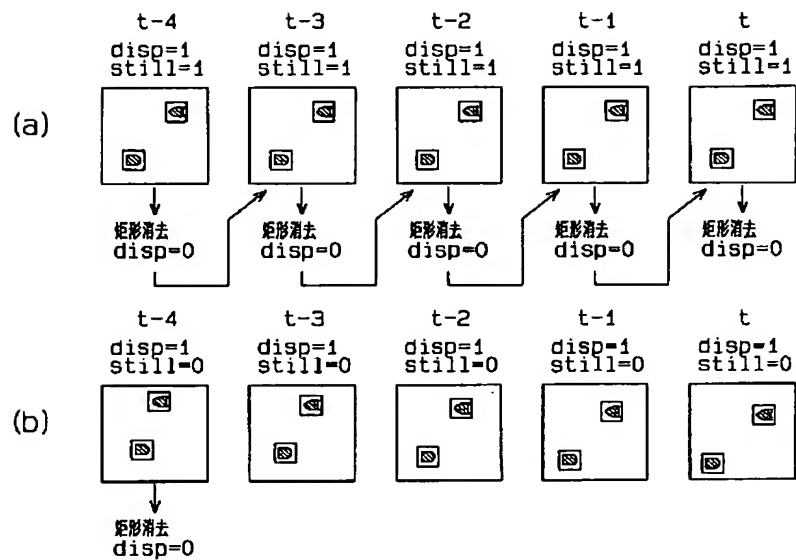 t-4 t-3 t-2 t-1 t
disp=1 disp=1 disp=1 disp=1 disp=1
still=1 still=1 still=1 still=1 still=1
(a)
矩形消去 矩形消去 矩形消去 矩形消去 矩形消去
disp=0 disp=0 disp=0 disp=0 disp=0
t-4 t-3 t-2 t-1 t
disp=1 disp=1 disp=1 disp=1 disp=1
still=0 still=0 still=0 still=0 still=0
(b)
矩形消去
disp=0